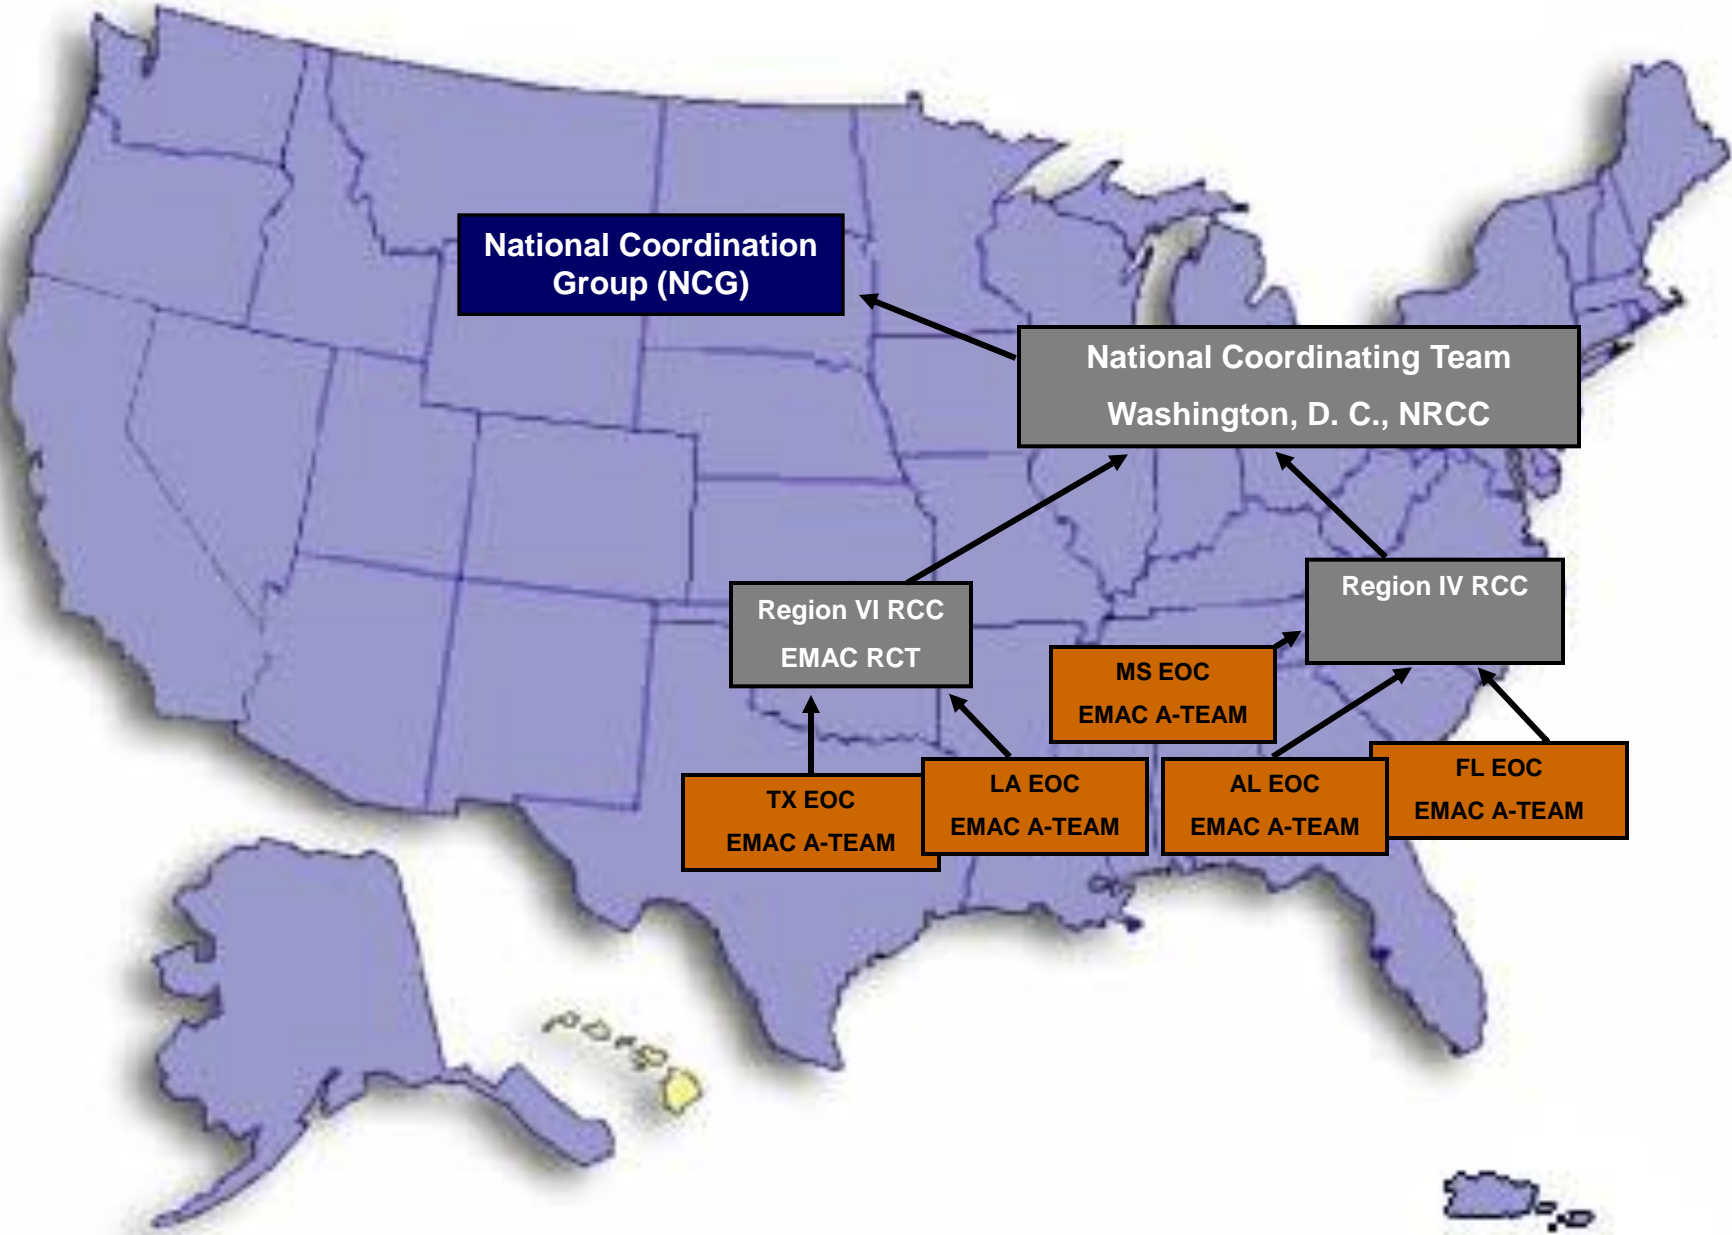 National Coordination
Group (NCG)
National Coordinating Team
Washington, D. C., NRCC
Region VI RCC
EMAC RCT
Region IV RCC
MS EOC
EMAC A-TEAM
TX EOC
EMAC A-TEAM
LA EOC
EMAC A-TEAM
AL EOC
EMAC A-TEAM
FL EOC
EMAC A-TEAM